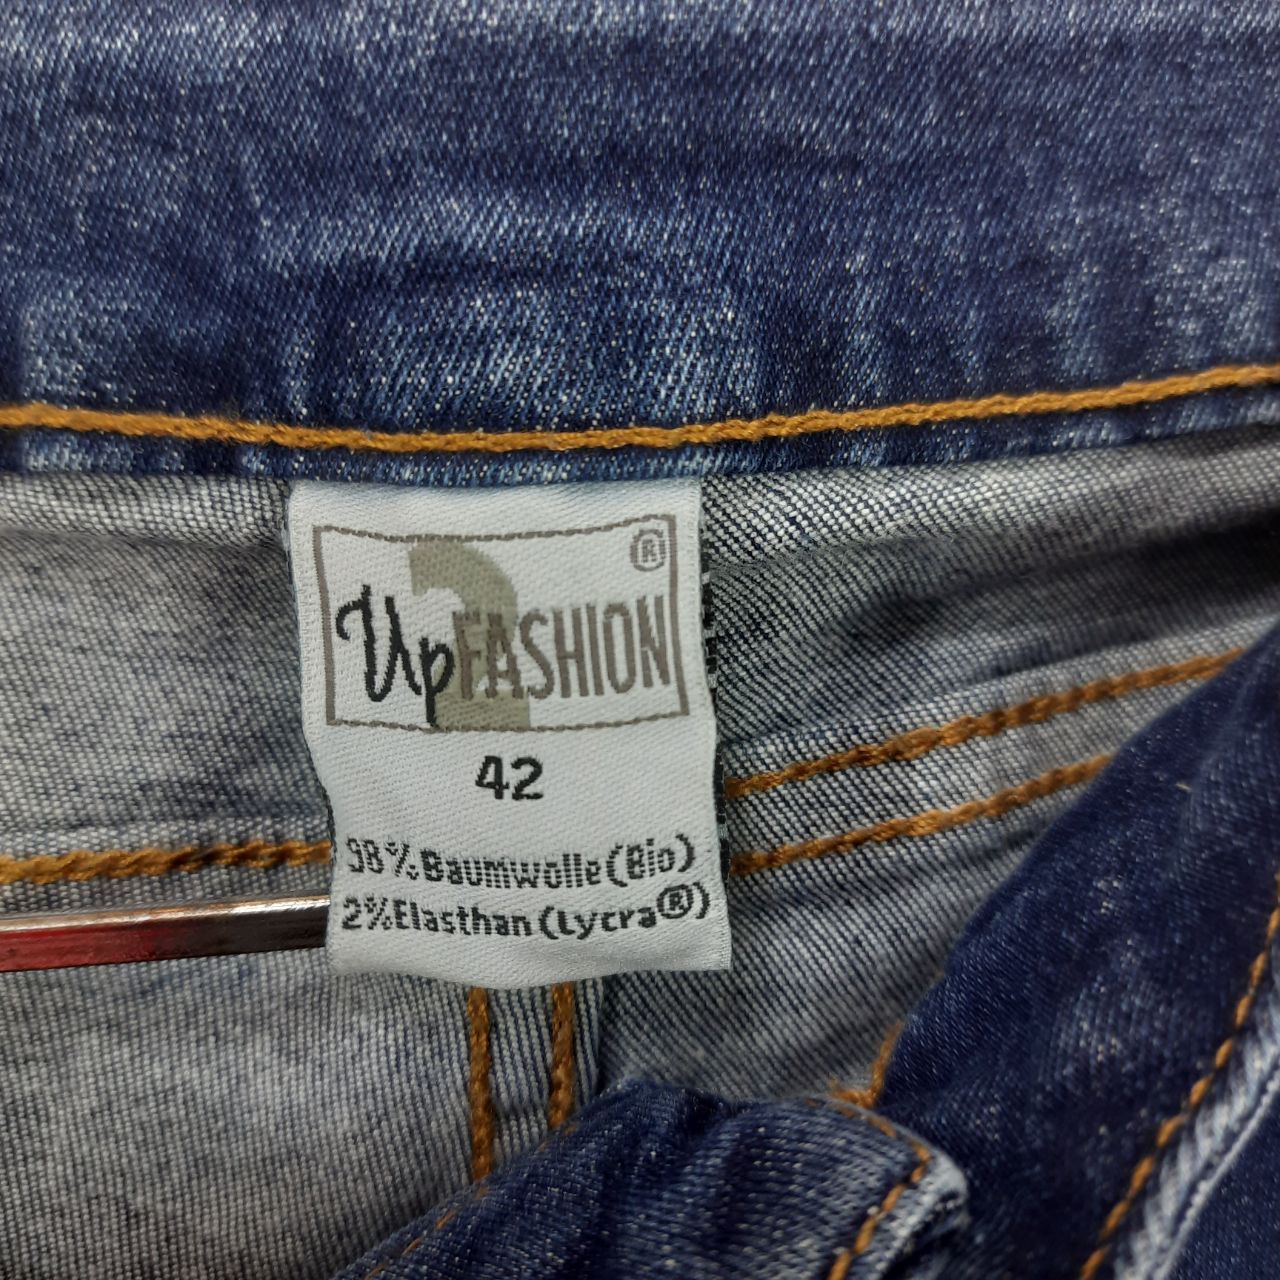 ®
Up2FASHION
42
98% Baumwolle (Bio)
2% Elasthan (Lycra®)